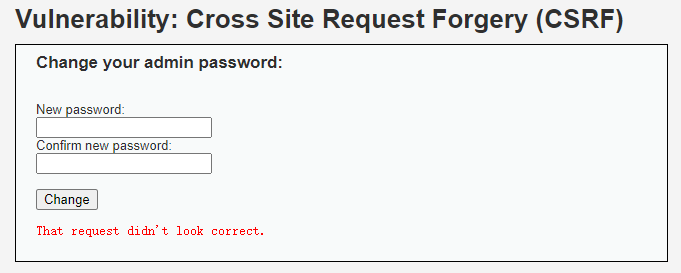 Vulnerability: Cross Site Request Forgery (CSRF)
Change your admin password:
New password:
Confirm new password:
Change
That request didn't look correct.